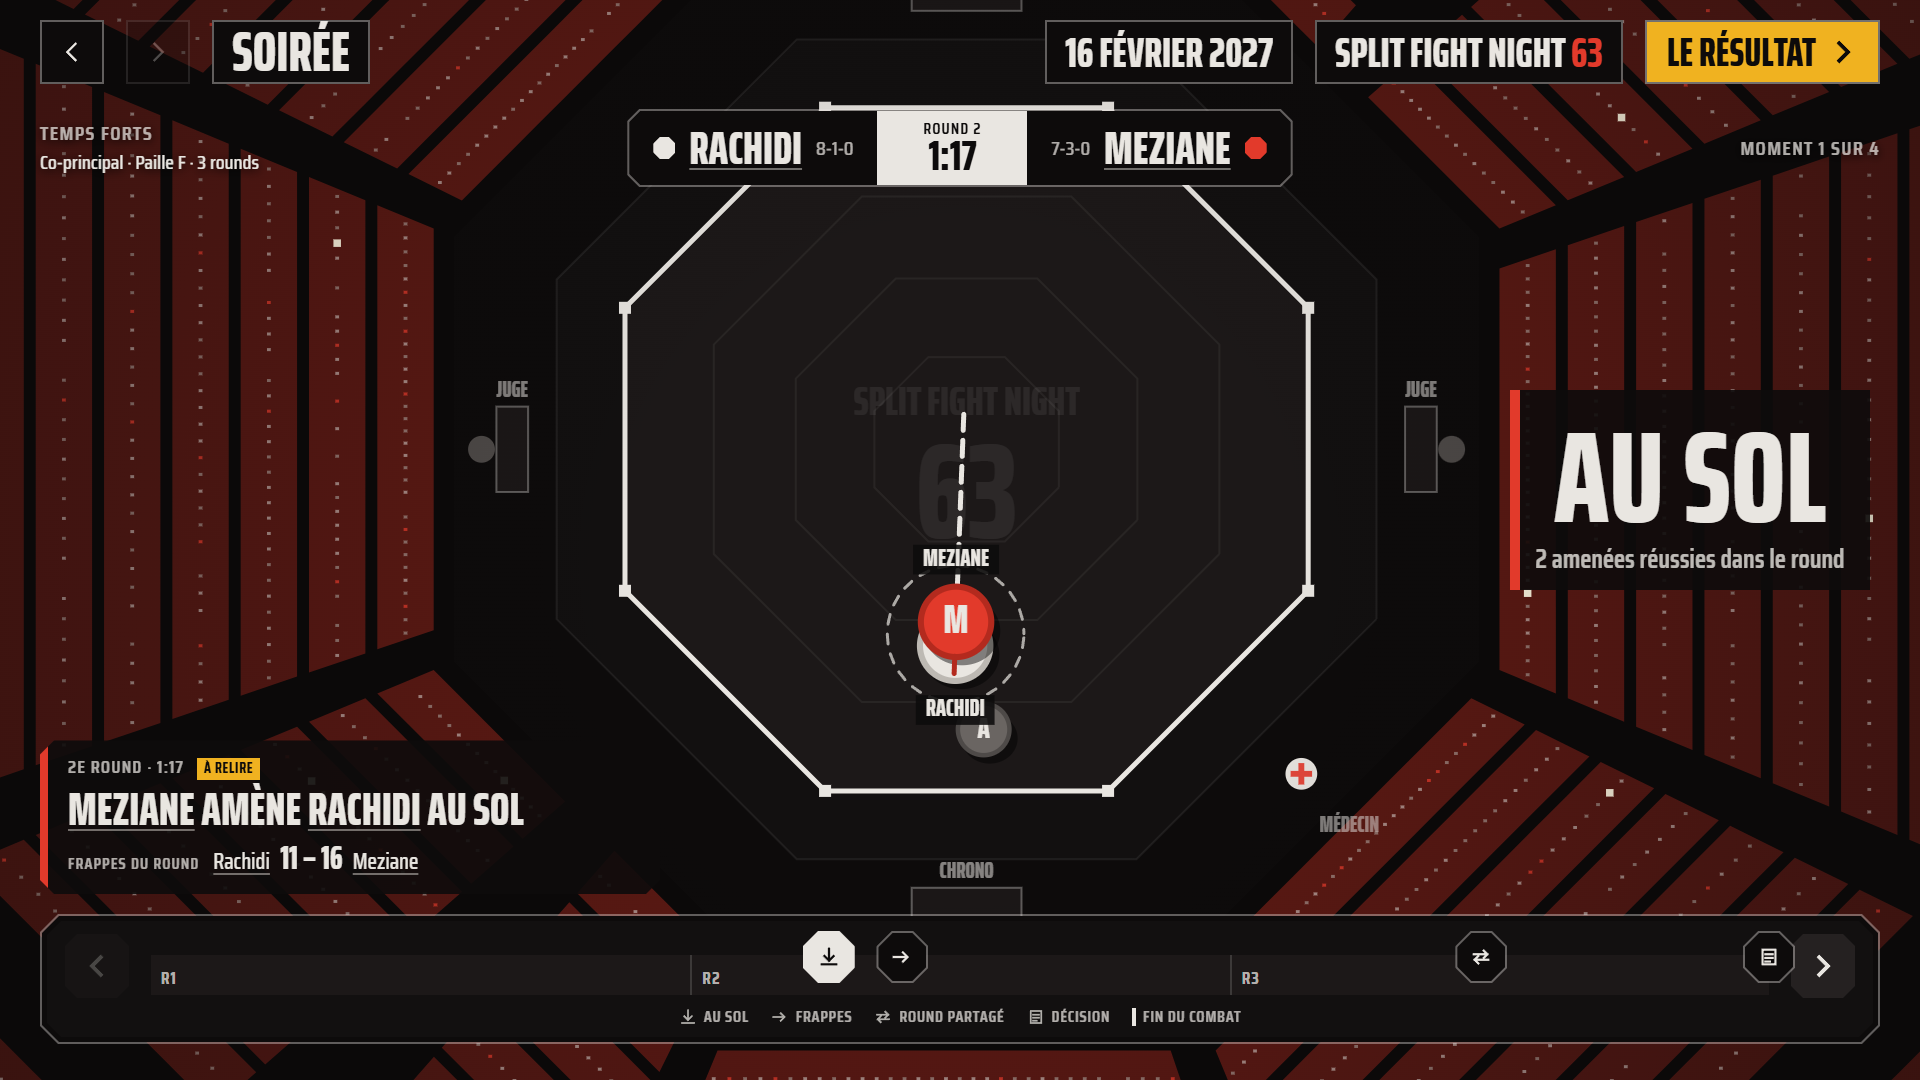 SOIRÉE
16 FÉVRIER 2027
SPLIT FIGHT NIGHT 63
LE RÉSULTAT
TEMPS FORTS
Co-principal · Paille F · 3 rounds
RACHIDI 8-1-0
ROUND 2
1:17
7-3-0 MEZIANE
MOMENT 1 SUR 4
JUGE
JUGE
SPLIT FIGHT NIGHT
63
AU SOL
2 amenées réussies dans le round
MEZIANE
M
RACHIDI
A
MÉDECIN
CHRONO
2E ROUND · 1:17 À RELIRE
MEZIANE AMÈNE RACHIDI AU SOL
FRAPPES DU ROUND Rachidi 11 – 16 Meziane
R1
R2
R3
AU SOL
FRAPPES
ROUND PARTAGÉ
DÉCISION
FIN DU COMBAT